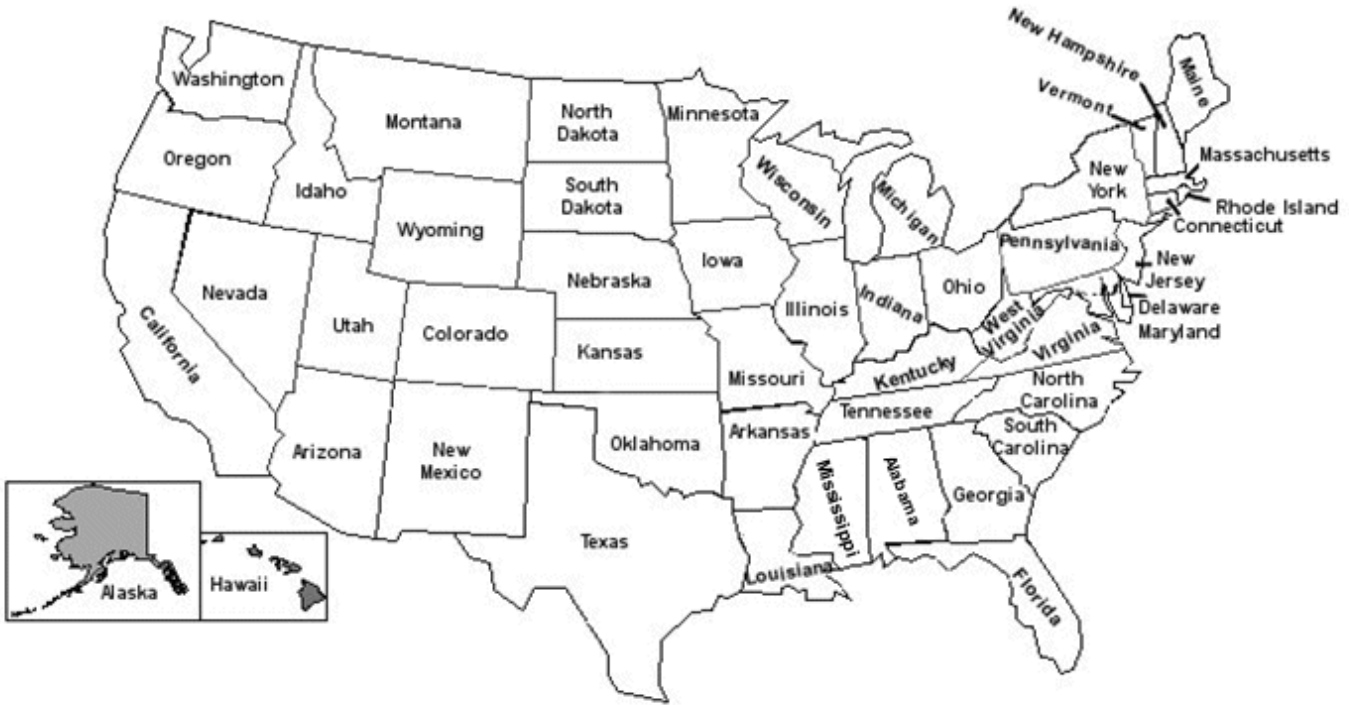 New Hampshire
Vermont
Maine
Washington
Montana
North
Dakota
Minnesota
Oregon
Idaho
Wisconsin
Michigan
New
York
Massachusetts
Rhode Island
Connecticut
South
Dakota
Wyoming
Pennsylvania
Iowa
Nebraska
Nevada
Utah
Colorado
Illinois
Indiana
Ohio
West
Virginia
Virginia
New
Jersey
Delaware
Maryland
California
Kansas
Missouri
Kentucky
North
Carolina
Tennessee
South
Carolina
Arizona
New
Mexico
Oklahoma
Arkansas
Mississippi
Alabama
Georgia
Texas
Louisiana
Florida
Alaska
Hawaii